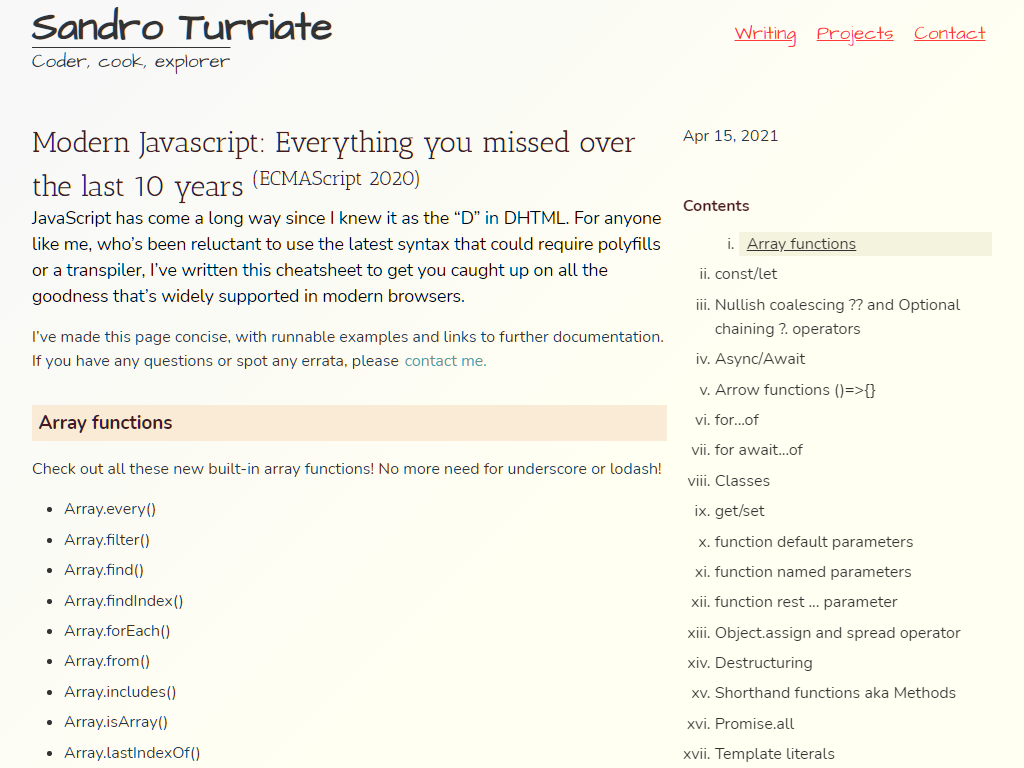 Sandro Turriate
Coder, cook, explorer
Writing Projects Contact
Modern Javascript: Everything you missed over
the last 10 years (ECMAScript 2020)
JavaScript has come a long way since I knew it as the “D” in DHTML. For anyone
like me, who’s been reluctant to use the latest syntax that could require polyfills
or a transpiler, I’ve written this cheatsheet to get you caught up on all the
goodness that’s widely supported in modern browsers.
I’ve made this page concise, with runnable examples and links to further documentation.
If you have any questions or spot any errata, please contact me.
Array functions
Check out all these new built-in array functions! No more need for underscore or lodash!
• Array.every()
• Array.filter()
• Array.find()
• Array.findIndex()
• Array.forEach()
• Array.from()
• Array.includes()
• Array.isArray()
• Array.lastIndexOf()
Apr 15, 2021
Contents
i. Array functions
ii. const/let
iii. Nullish coalescing ?? and Optional
chaining ?. operators
iv. Async/Await
v. Arrow functions ()=>{}
vi. for...of
vii. for await...of
viii. Classes
ix. get/set
x. function default parameters
xi. function named parameters
xii. function rest ... parameter
xiii. Object.assign and spread operator
xiv. Destructuring
xv. Shorthand functions aka Methods
xvi. Promise.all
xvii. Template literals